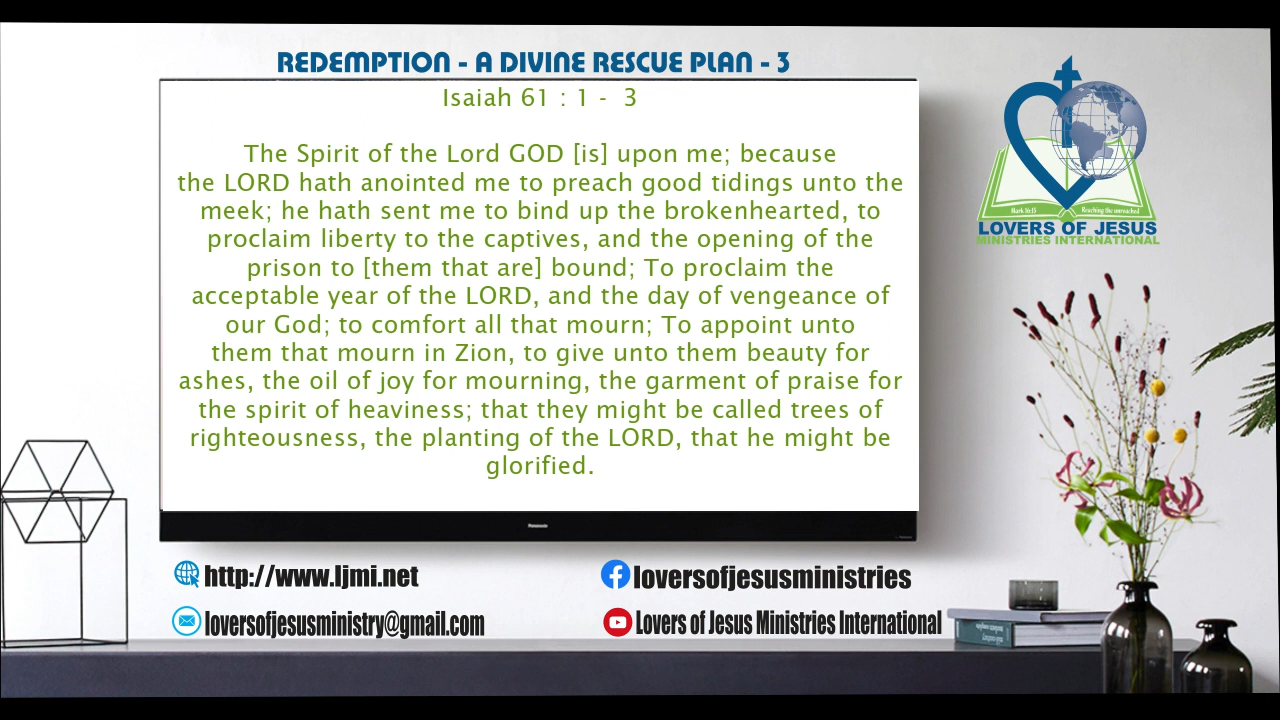 REDEMPTION - A DIVINE RESCUE PLAN - 3
Isaiah 61 : 1 - 3
The Spirit of the Lord GOD [is] upon me; because
the LORD hath anointed me to preach good tidings unto the
meek; he hath sent me to bind up the brokenhearted, to
proclaim liberty to the captives, and the opening of the
prison to [them that are] bound; To proclaim the
acceptable year of the LORD, and the day of vengeance of
our God; to comfort all that mourn; To appoint unto
them that mourn in Zion, to give unto them beauty for
ashes, the oil of joy for mourning, the garment of praise for
the spirit of heaviness; that they might be called trees of
righteousness, the planting of the LORD, that he might be
glorified.
Panasonic
http://www.ljmi.net
loversofjesusministry@gmail.com
loversofjesusministries
Lovers of Jesus Ministries International
Mark 16:15
Reaching the unreached
LOVERS OF JESUS
MINISTRIES INTERNATIONAL